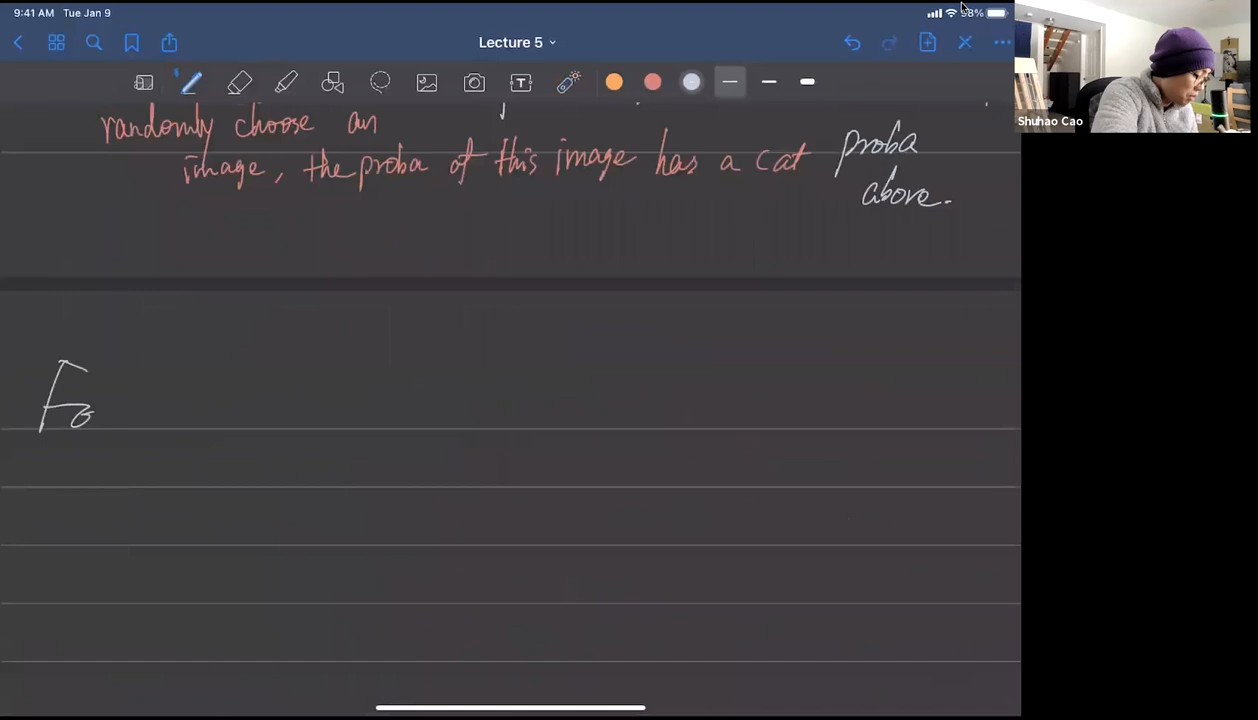 9:41 AM Tue Jan 9
98%
Lecture 5
Shuhao Cao
randomly choose an
image, the proba of this image has a cat
proba
above.
Fo